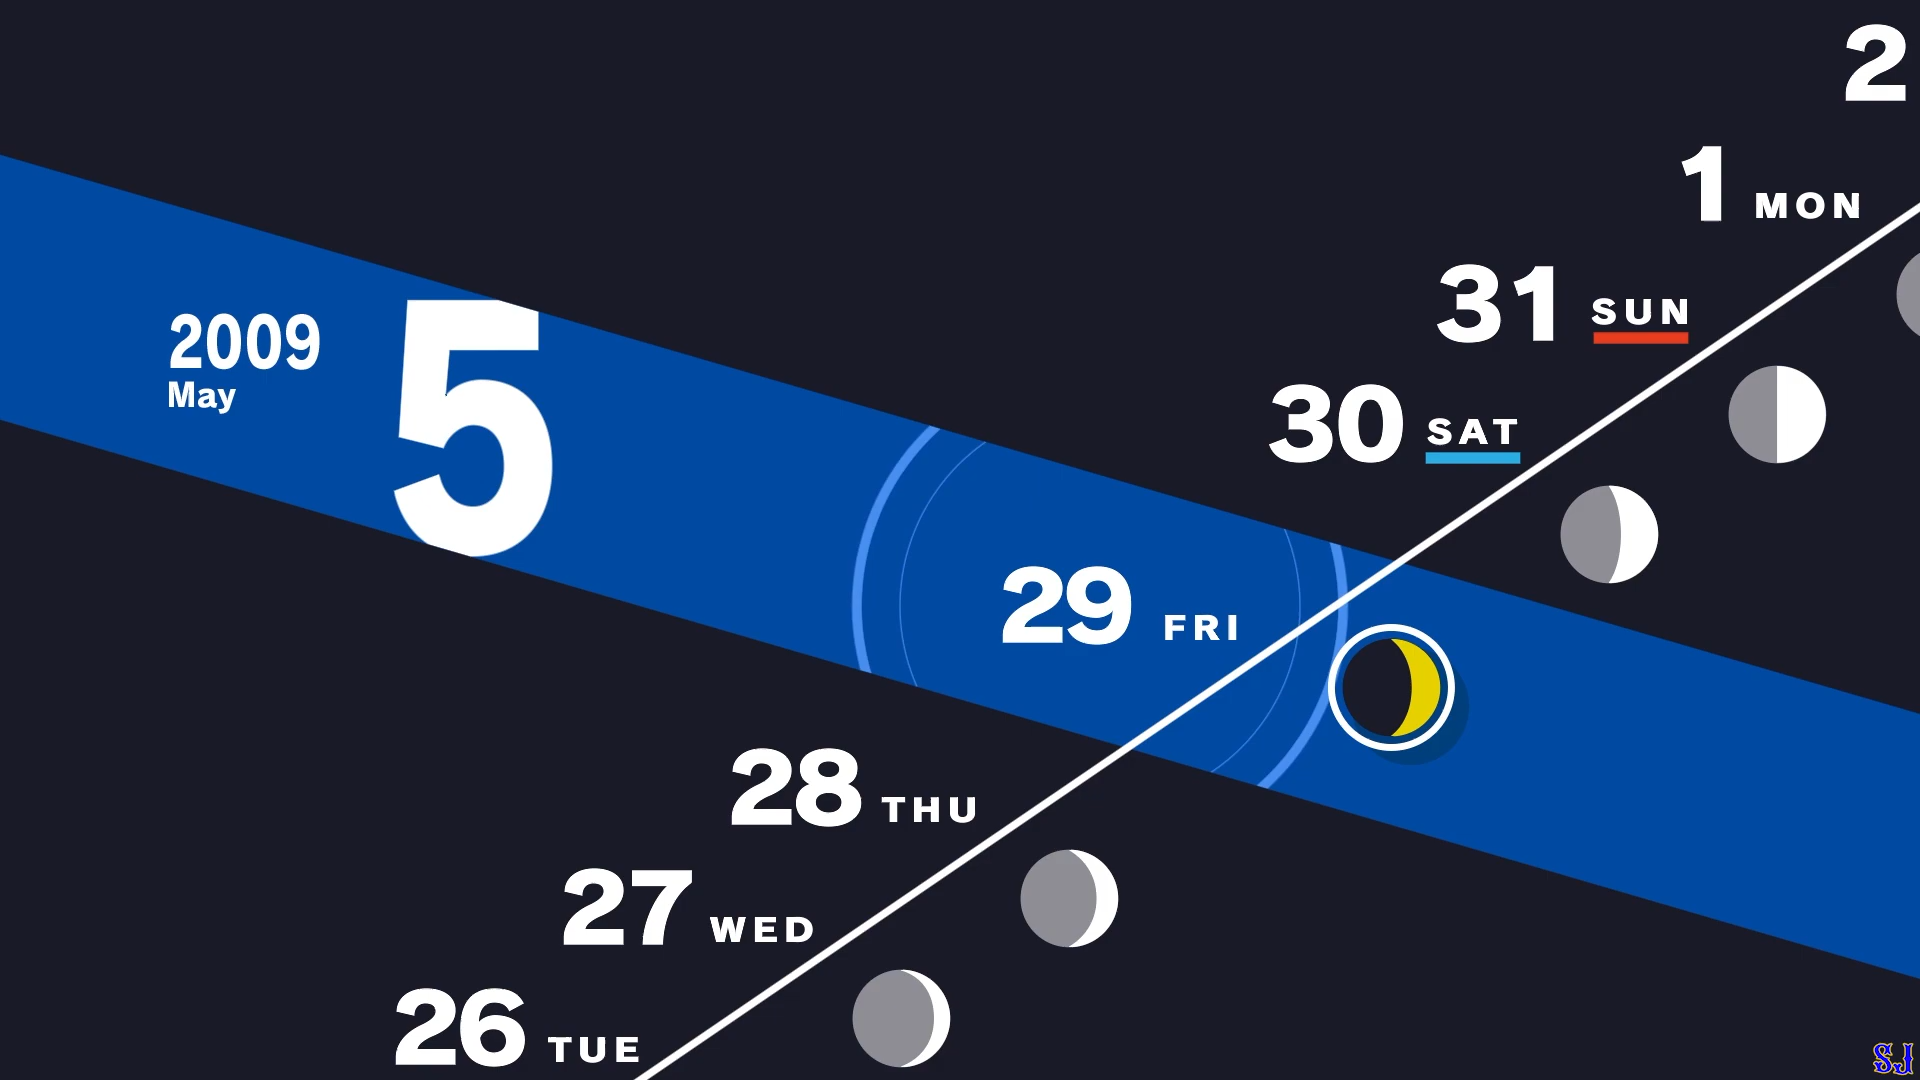 2
1 MON
31 SUN
30 SAT
2009
May
5
29 FRI
28 THU
27 WED
26 TUE
SJ